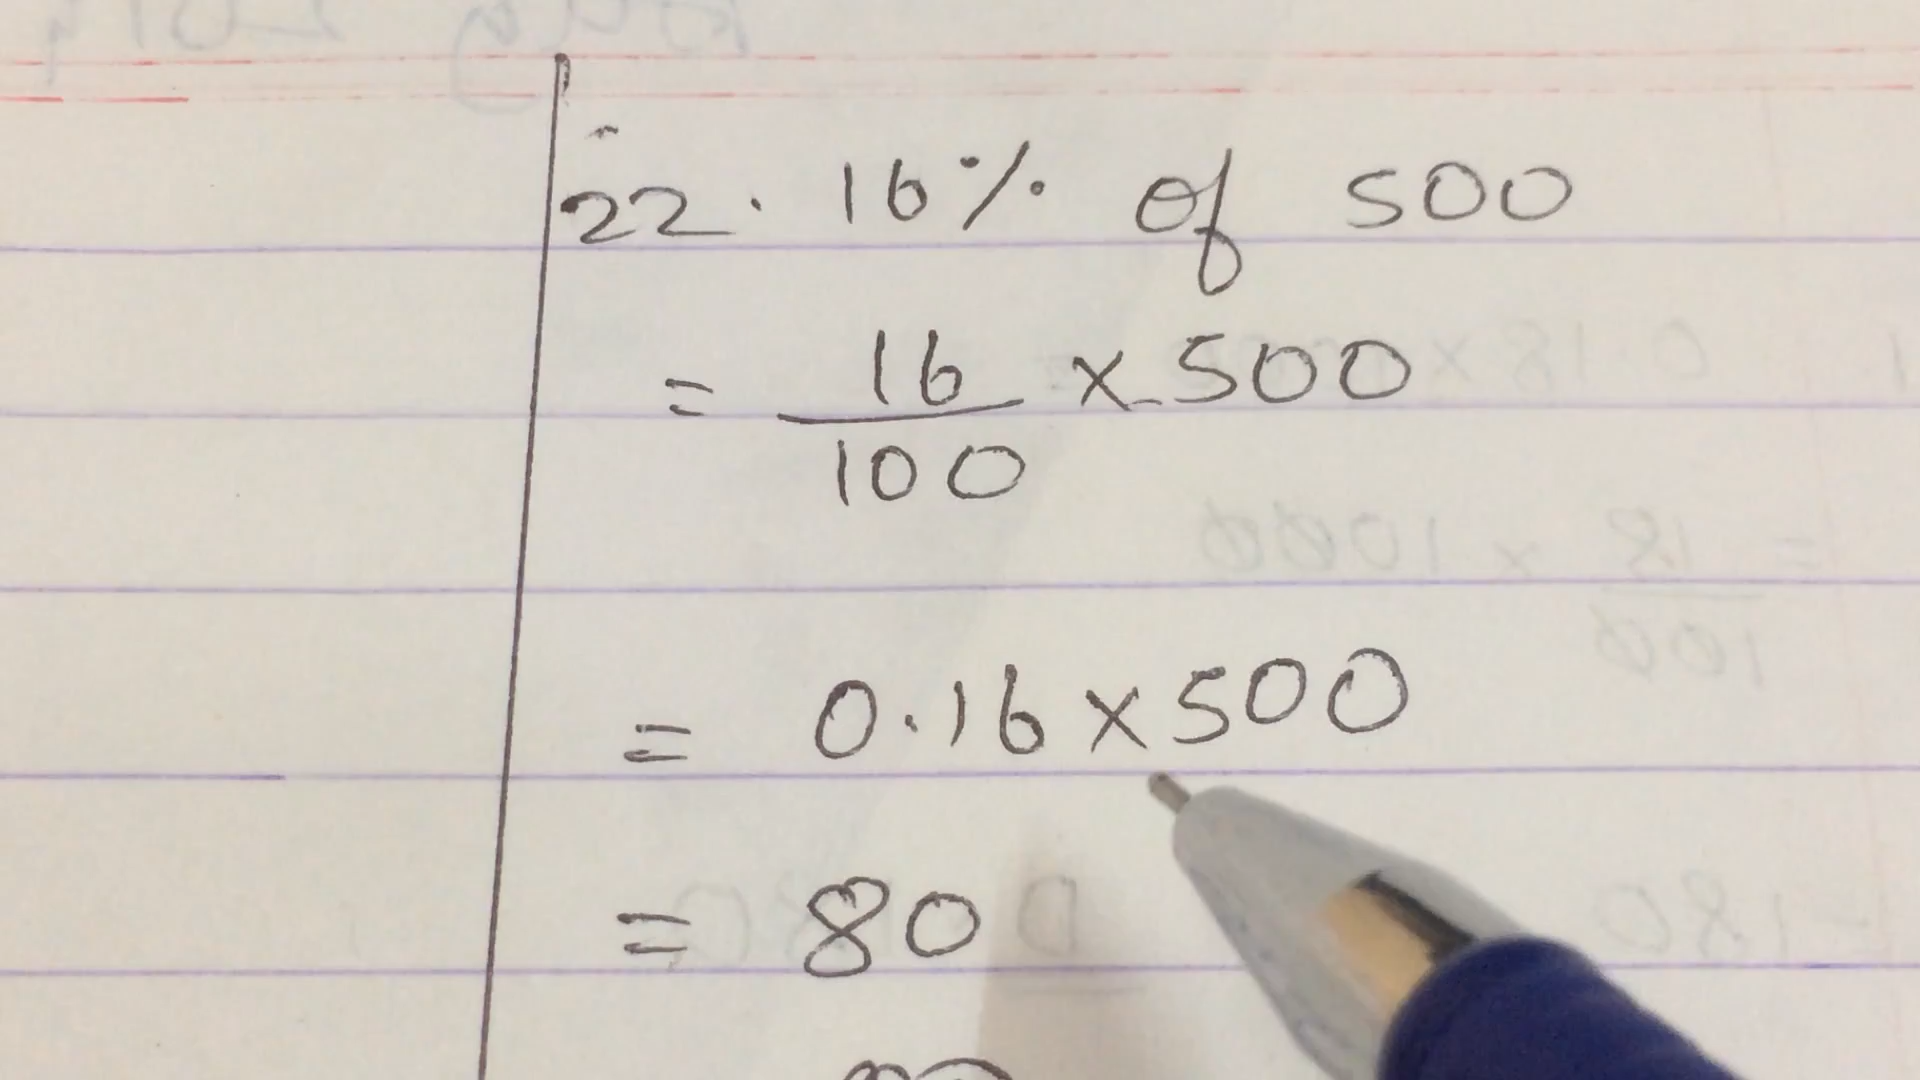 22. 16% of 500
= 16/100 × 500
= 0.16 × 500
= 80